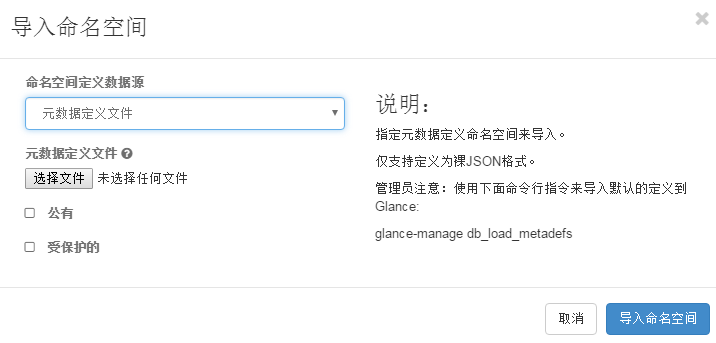 导入命名空间
×
命名空间定义数据源
元数据定义文件
元数据定义文件
选择文件 未选择任何文件
公有
受保护的
说明：
指定元数据定义命名空间来导入。
仅支持定义为裸JSON格式。
管理员注意：使用下面命令行指令来导入默认的定义到
Glance:
glance-manage db_load_metadefs
取消
导入命名空间